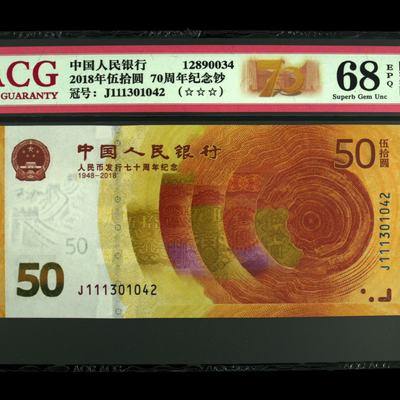 ACG
GUARANTY
中国人民银行 12890034
2018年伍拾圆 70周年纪念钞
冠号: J111301042 (☆☆☆)
70
68 EPQ
Superb Gem Unc
中国人民银行
人民币发行七十周年纪念
1948-2018
50 伍拾圆
50
50
J111301042
J111301042